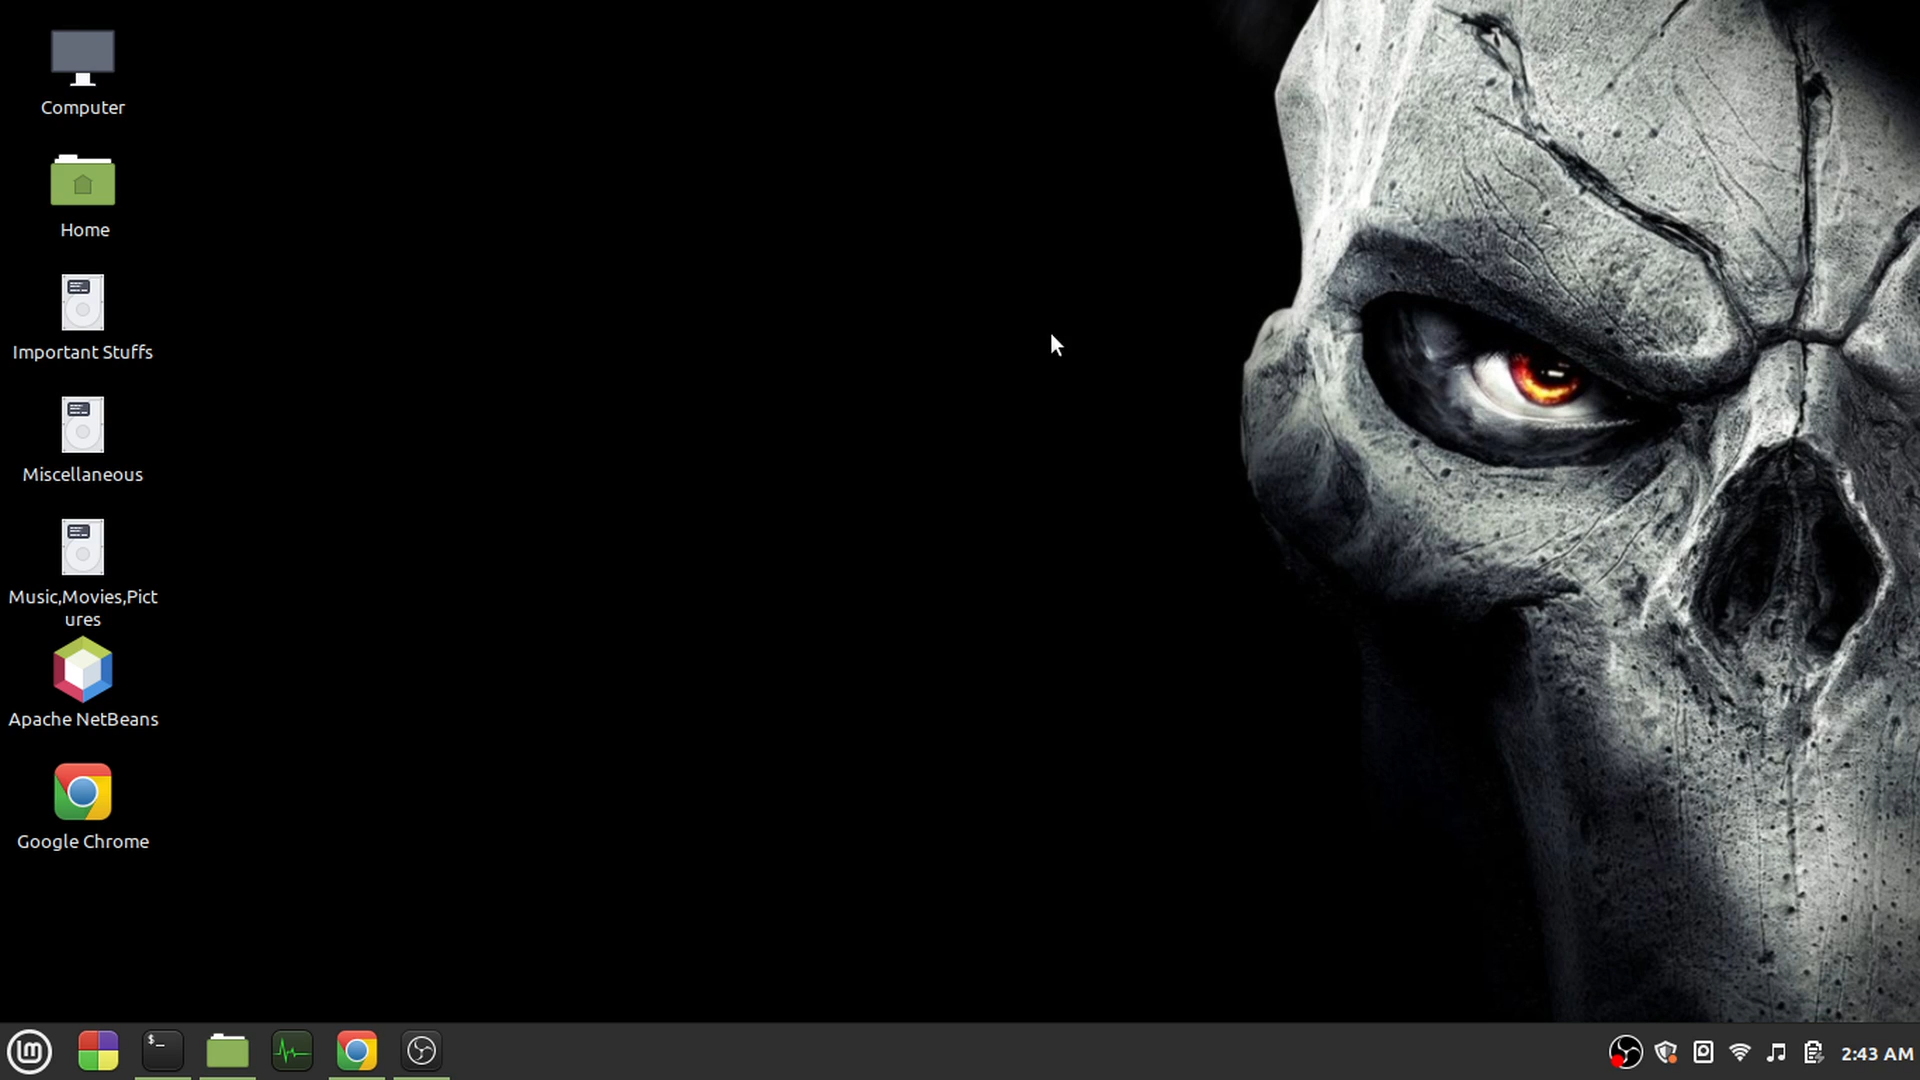 Computer
Home
Important Stuffs
Miscellaneous
Music,Movies,Pict
ures
Apache NetBeans
Google Chrome
$_
2:43 AM